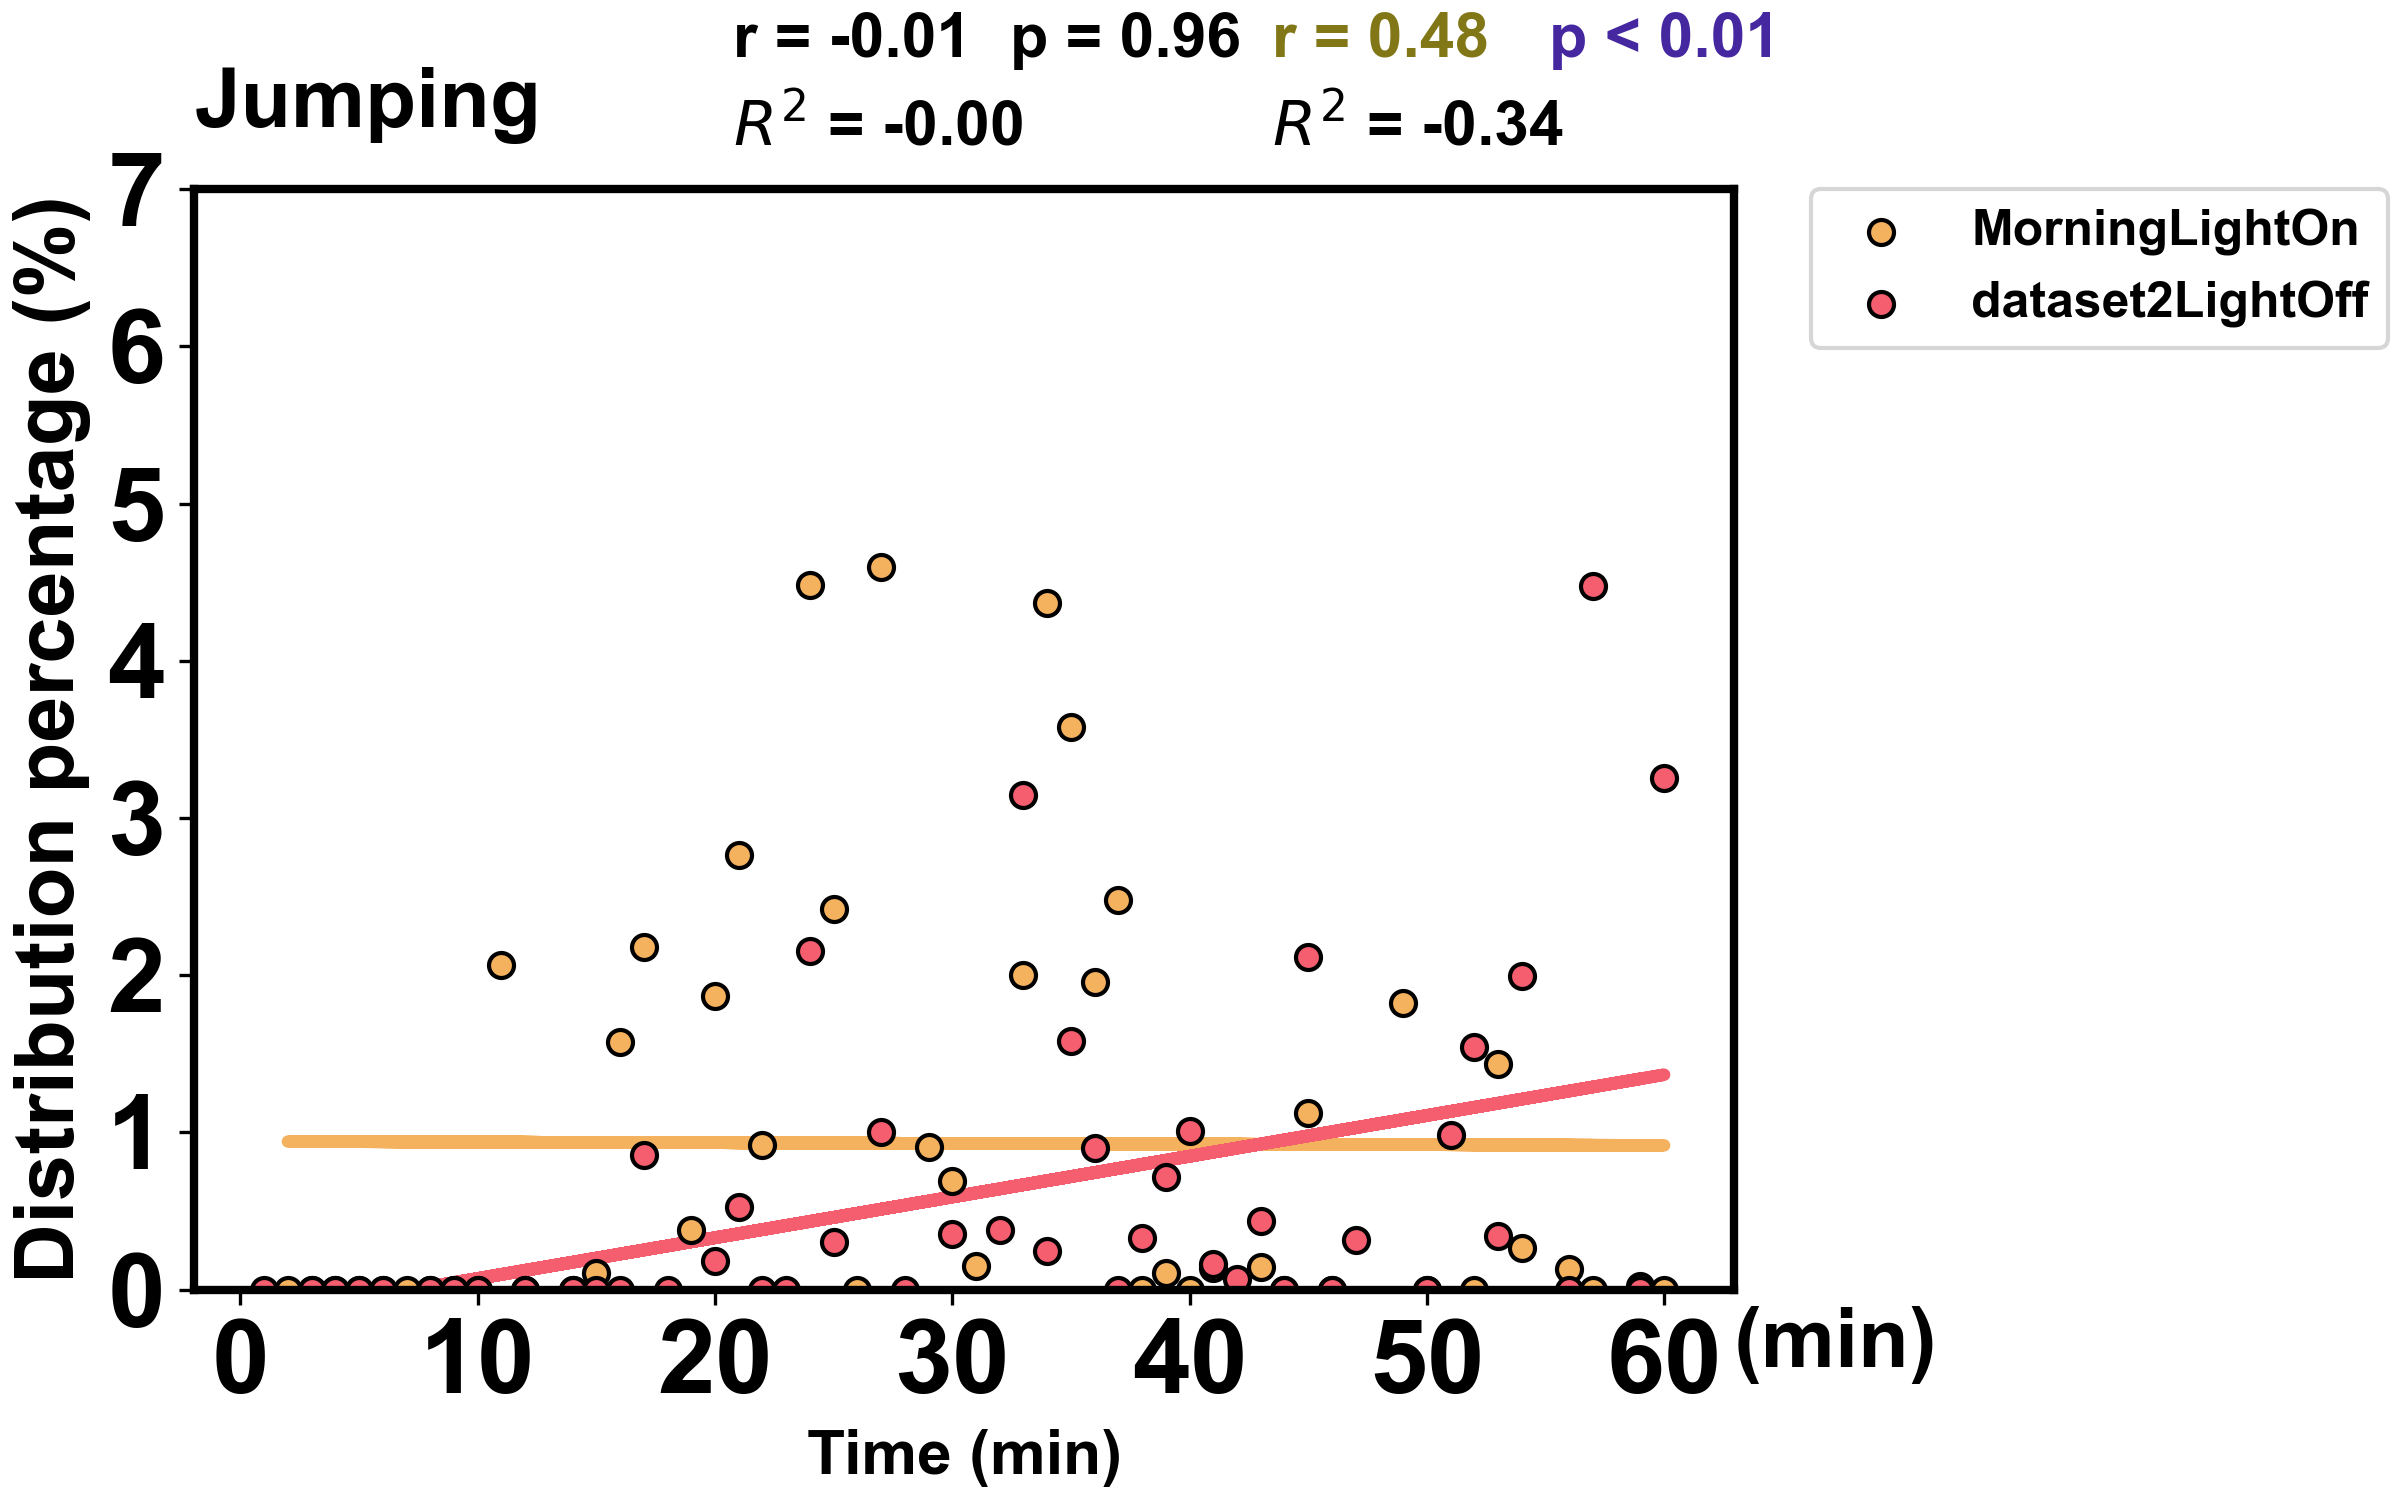 r = -0.01 p = 0.96 r = 0.48 p < 0.01
Jumping
R² = -0.00 R² = -0.34
Distribution percentage (%)
7
6
5
4
3
2
1
0
0 10 20 30 40 50 60 (min)
Time (min)
MorningLightOn
dataset2LightOff